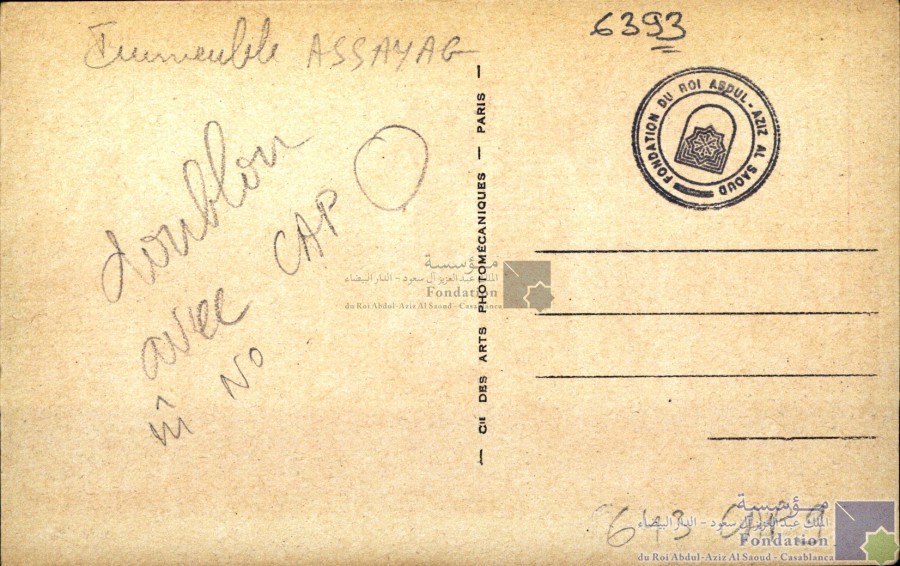 Immeuble ASSAYAG
6393
FONDATION DU ROI ABDUL-AZIZ AL SAOUD
doublon
avec CAP
NO
— CIE DES ARTS PHOTOMÉCANIQUES — PARIS —
مؤسسة
الملك عبد العزيز آل سعود - الدار البيضاء
Fondation
du Roi Abdul-Aziz Al Saoud - Casablanca
643
مؤسسة
الملك عبد العزيز آل سعود - الدار البيضاء
Fondation
du Roi Abdul-Aziz Al Saoud - Casablanca